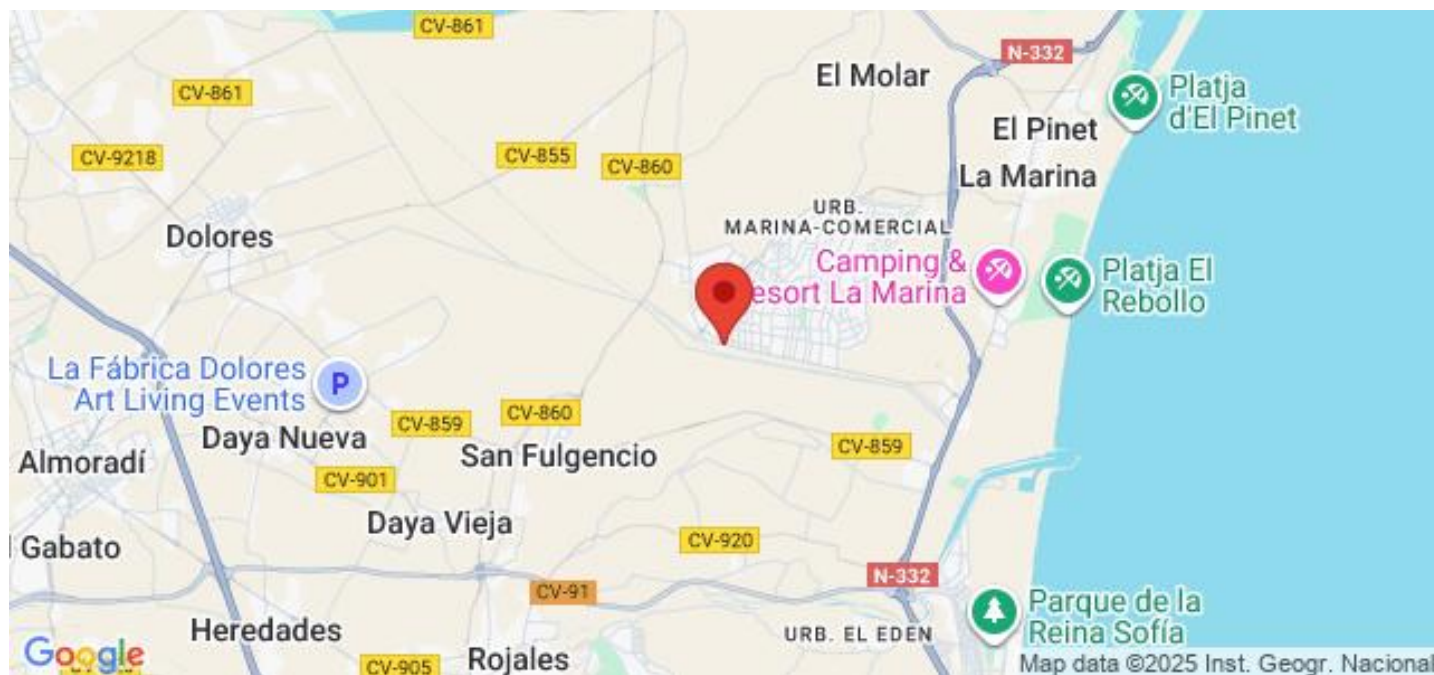 CV-861
N-332
El Molar
CV-861
Platja
d'El Pinet
El Pinet
CV-9218
CV-855
CV-860
La Marina
URB.
MARINA-COMERCIAL
Dolores
Camping &
esort La Marina
Platja El
Rebollo
La Fábrica Dolores
Art Living Events
P
CV-859
CV-860
Daya Nueva
CV-859
Almoradí
San Fulgencio
CV-901
Daya Vieja
CV-920
l Gabato
N-332
CV-91
Parque de la
Reina Sofía
Heredades
URB. EL EDEN
Google
CV-905
Rojales
Map data ©2025 Inst. Geogr. Nacional